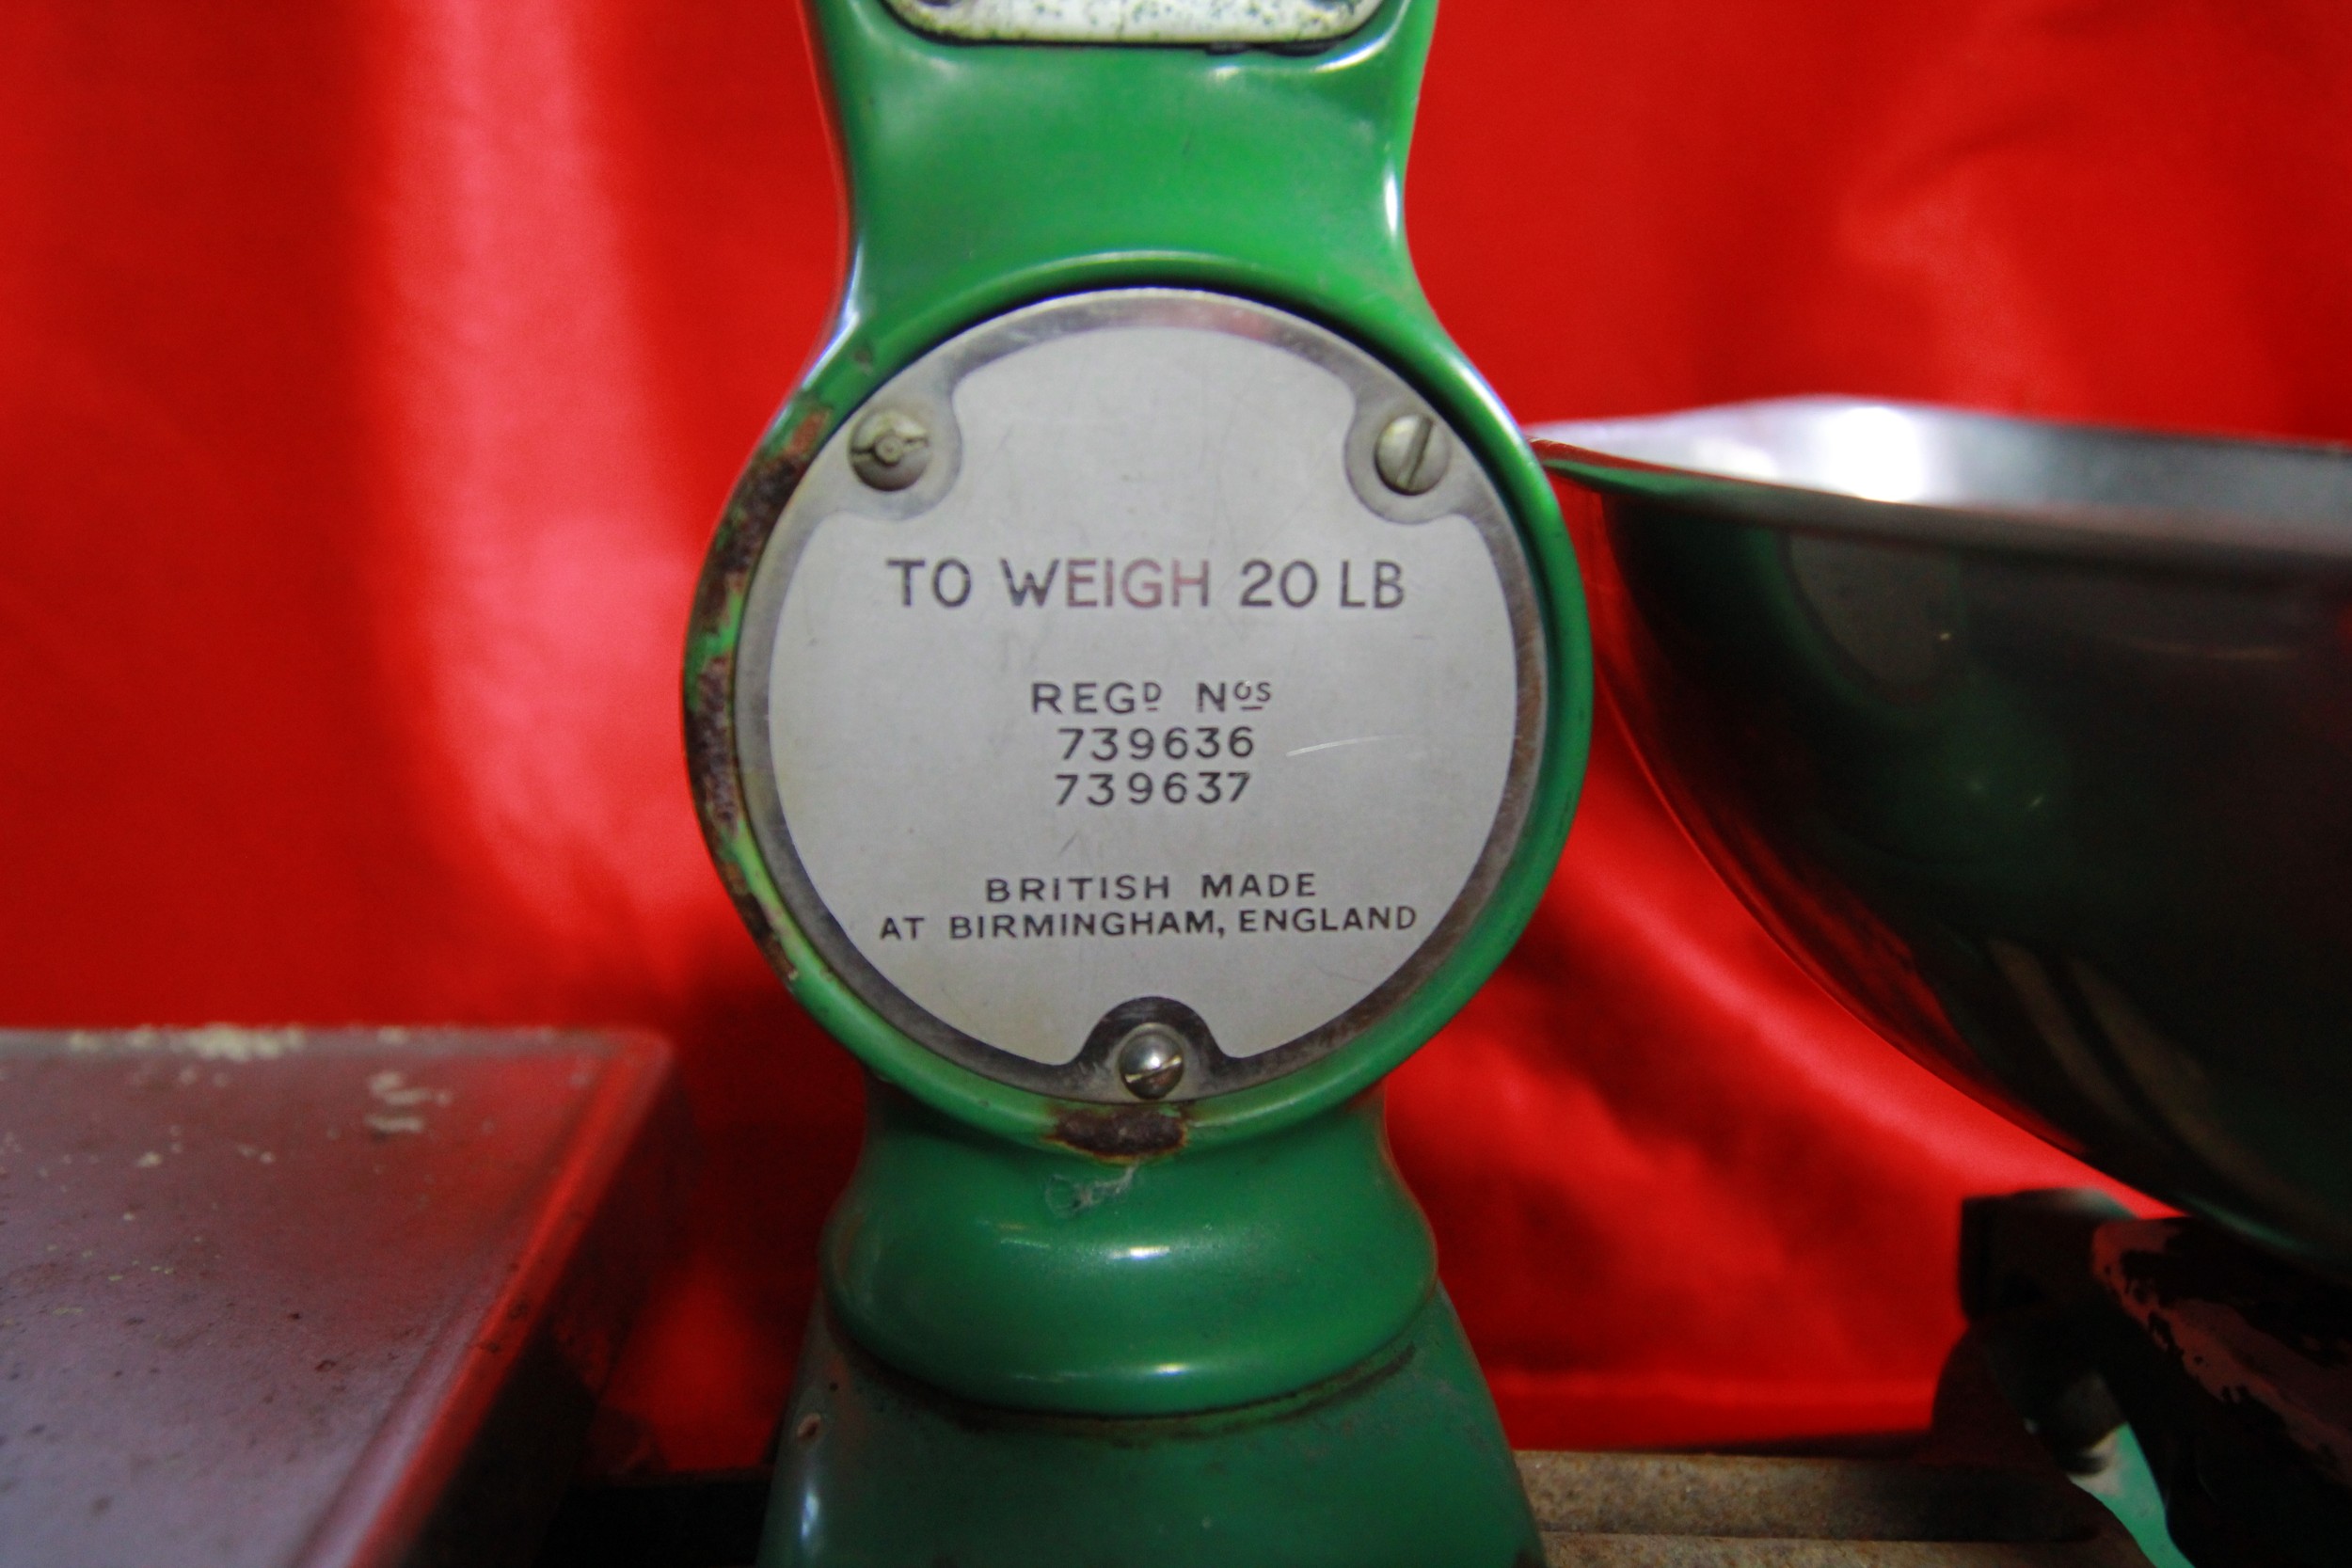 TO WEIGH 20 LB
REGD NOS
739636
739637
BRITISH MADE
AT BIRMINGHAM, ENGLAND